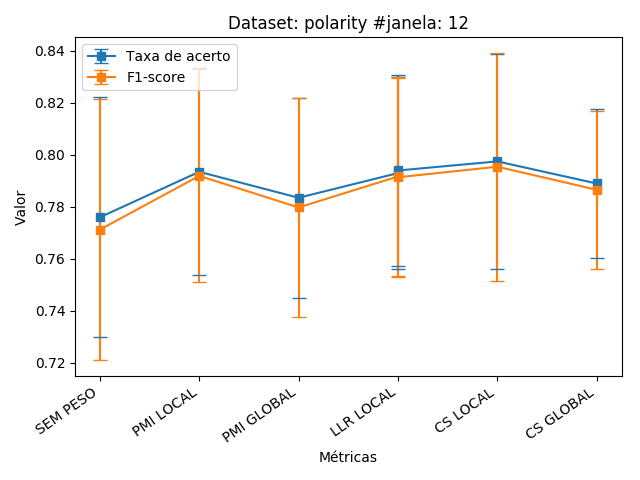 Dataset: polarity #janela: 12
Taxa de acerto
F1-score
0.84
0.82
0.80
0.78
0.76
0.74
0.72
Valor
SEM PESO
PMI LOCAL
PMI GLOBAL
LLR LOCAL
CS LOCAL
CS GLOBAL
Métricas